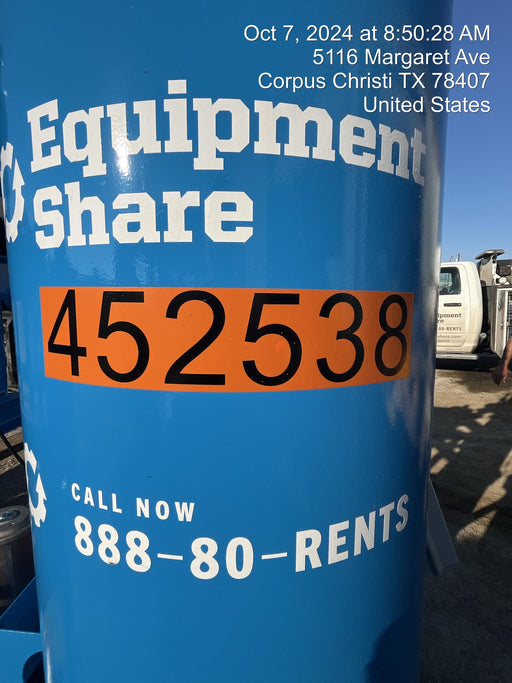 Oct 7, 2024 at 8:50:28 AM
5116 Margaret Ave
Corpus Christi TX 78407
United States
Equipment
Share
452538
CALL NOW
888-80-RENTS